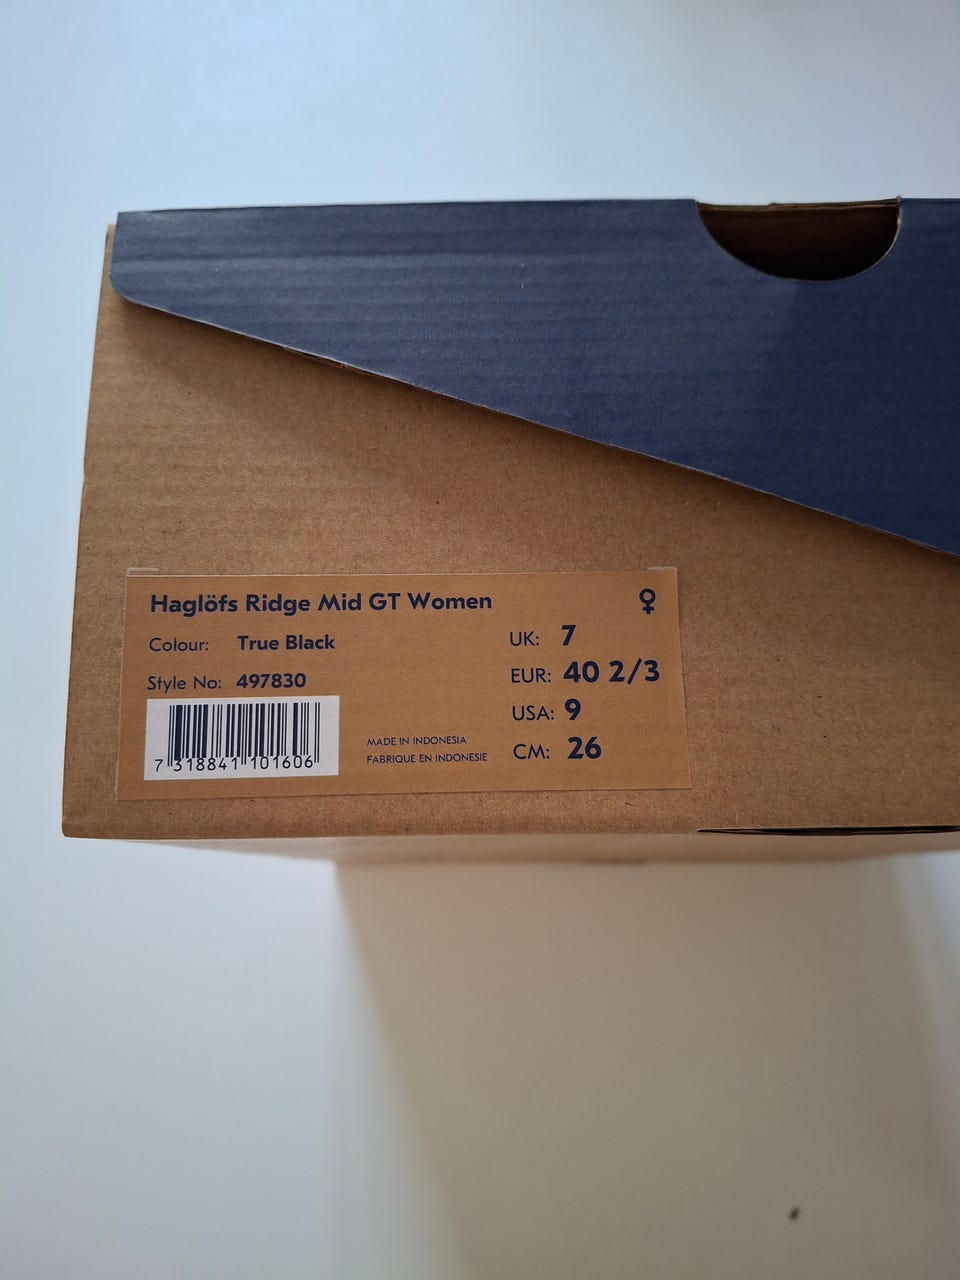 Haglöfs Ridge Mid GT Women ♀
Colour: True Black
Style No: 497830
7 318841 101606
MADE IN INDONESIA
FABRIQUE EN INDONESIE
UK: 7
EUR: 40 2/3
USA: 9
CM: 26